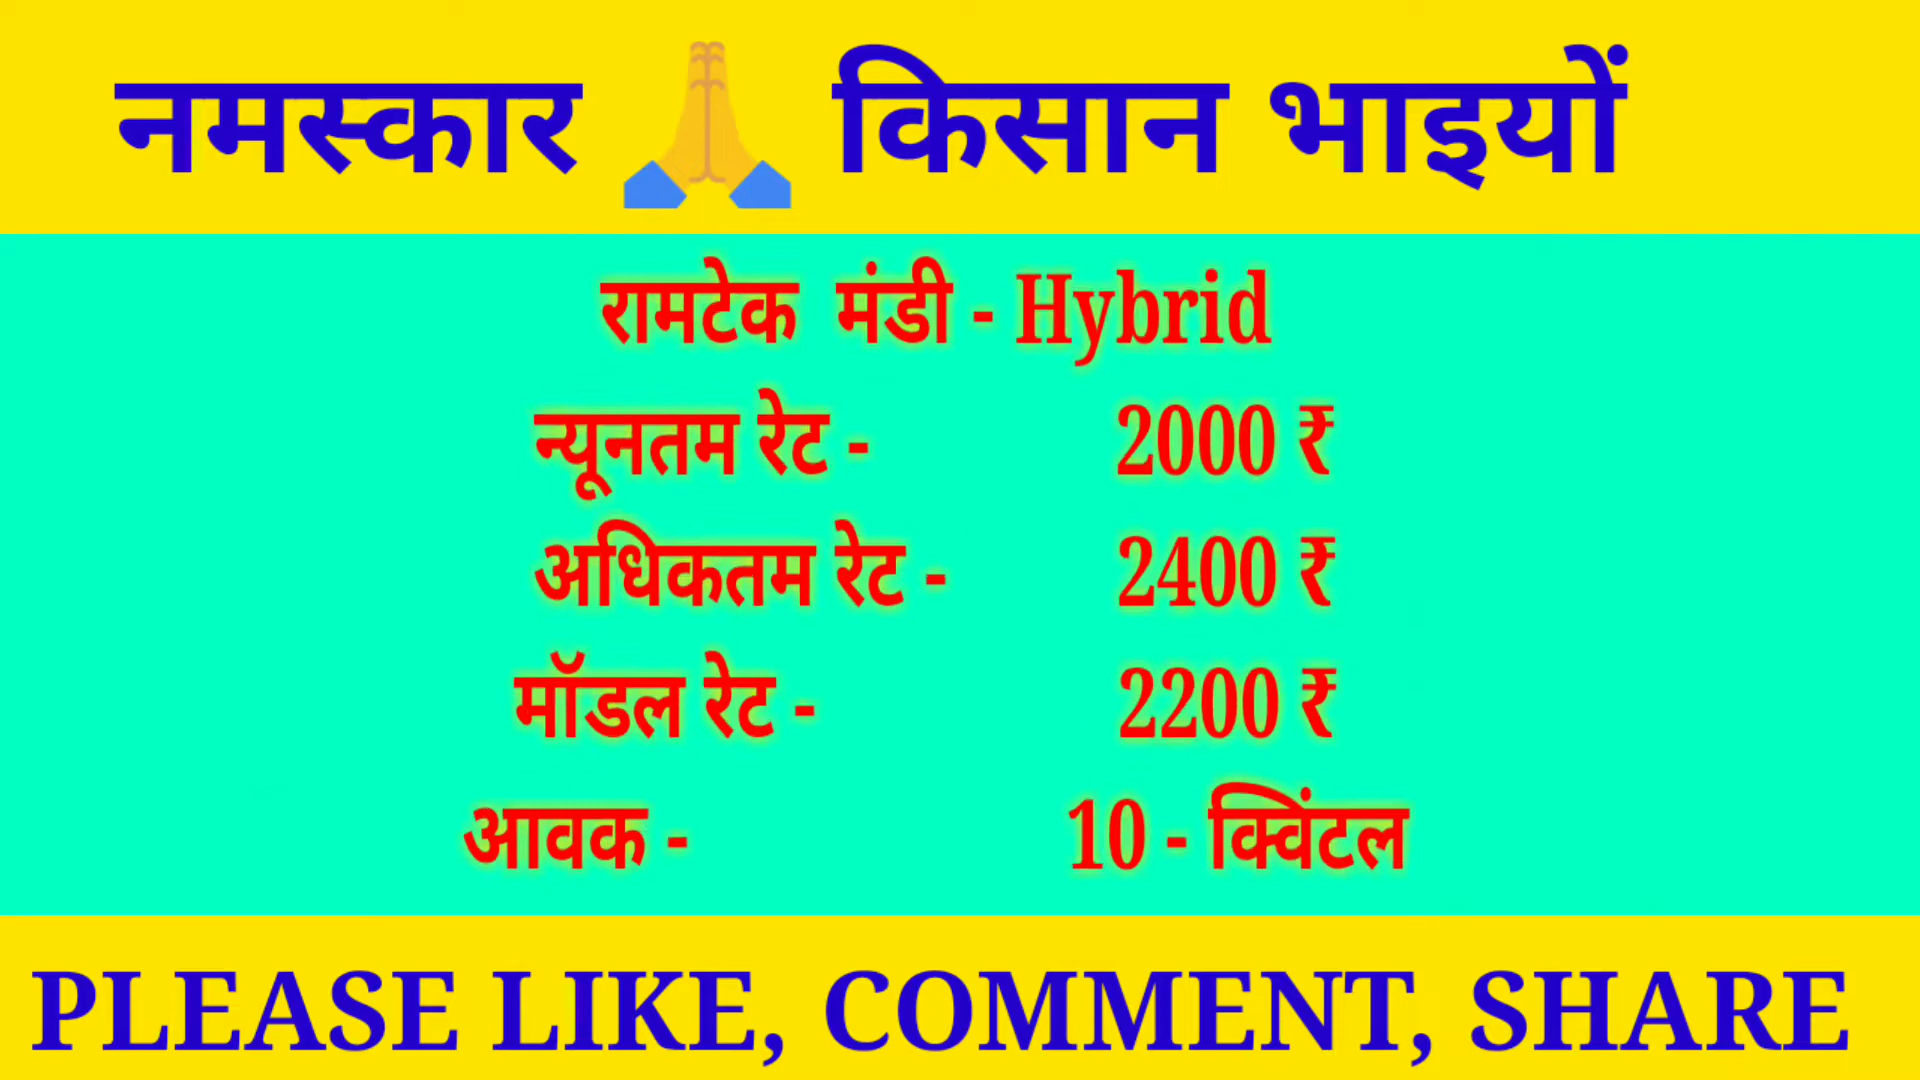 नमस्कार 🙏 किसान भाइयों
रामटेक मंडी - Hybrid
न्यूनतम रेट - 2000 ₹
अधिकतम रेट - 2400 ₹
मॉडल रेट - 2200 ₹
आवक - 10 - क्विंटल
PLEASE LIKE, COMMENT, SHARE